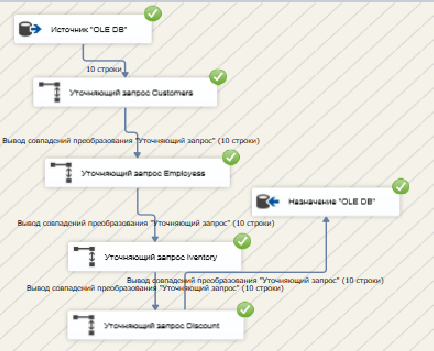 Источник "OLE DB"
10 строки
Уточняющий запрос Customers
Вывод совпадений преобразования "Уточняющий запрос" (10 строки)
Уточняющий запрос Employess
Назначение "OLE DB"
Вывод совпадений преобразования "Уточняющий запрос" (10 строки)
Уточняющий запрос Iventory
Вывод совпадений преобразования "Уточняющий запрос" (10 строки)
Вывод совпадений преобразования "Уточняющий запрос" (10 строки)
Уточняющий запрос Discount